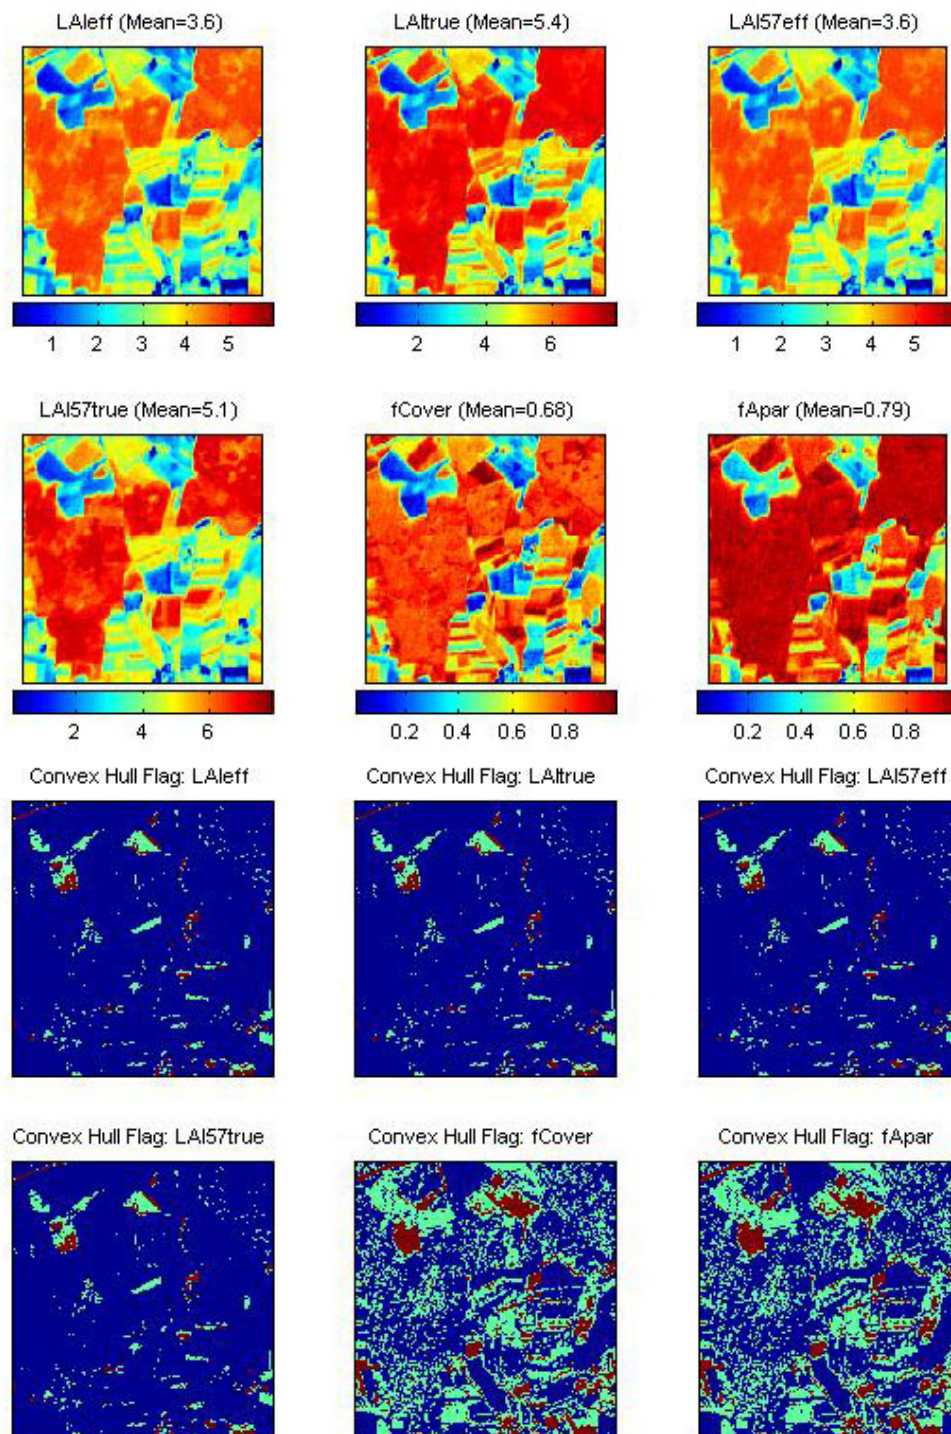 LAIeff (Mean=3.6)
LAItrue (Mean=5.4)
LAI57eff (Mean=3.6)
1 2 3 4 5
2 4 6
1 2 3 4 5
LAI57true (Mean=5.1)
fCover (Mean=0.68)
fApar (Mean=0.79)
2 4 6
0.2 0.4 0.6 0.8
0.2 0.4 0.6 0.8
Convex Hull Flag: LAIeff
Convex Hull Flag: LAItrue
Convex Hull Flag: LAI57eff
Convex Hull Flag: LAI57true
Convex Hull Flag: fCover
Convex Hull Flag: fApar